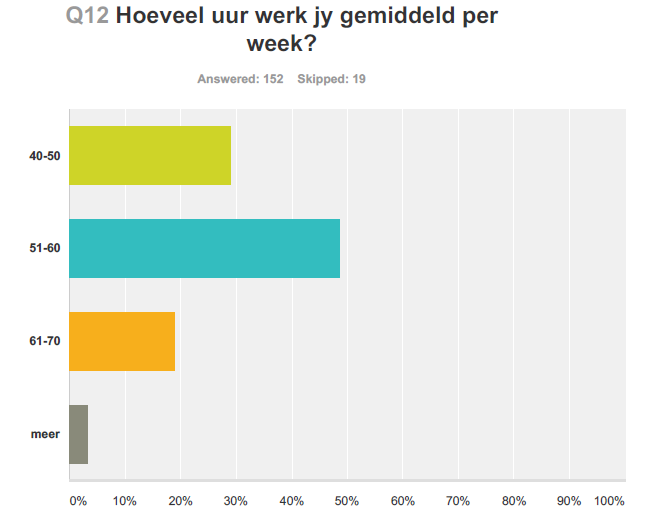 Q12 Hoeveel uur werk jy gemiddeld per
week?
Answered: 152 Skipped: 19
40-50
51-60
61-70
meer
0% 10% 20% 30% 40% 50% 60% 70% 80% 90% 100%